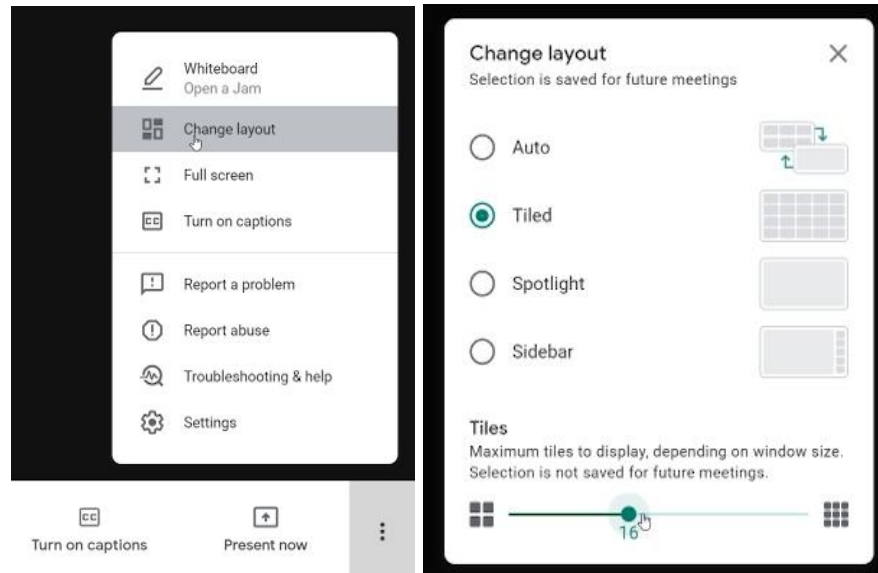 Whiteboard
Open a Jam
Change layout
Full screen
CC
Turn on captions
Report a problem
Report abuse
Troubleshooting & help
Settings
CC
Turn on captions
Present now
Change layout
Selection is saved for future meetings
Auto
Tiled
Spotlight
Sidebar
Tiles
Maximum tiles to display, depending on window size.
Selection is not saved for future meetings.
16